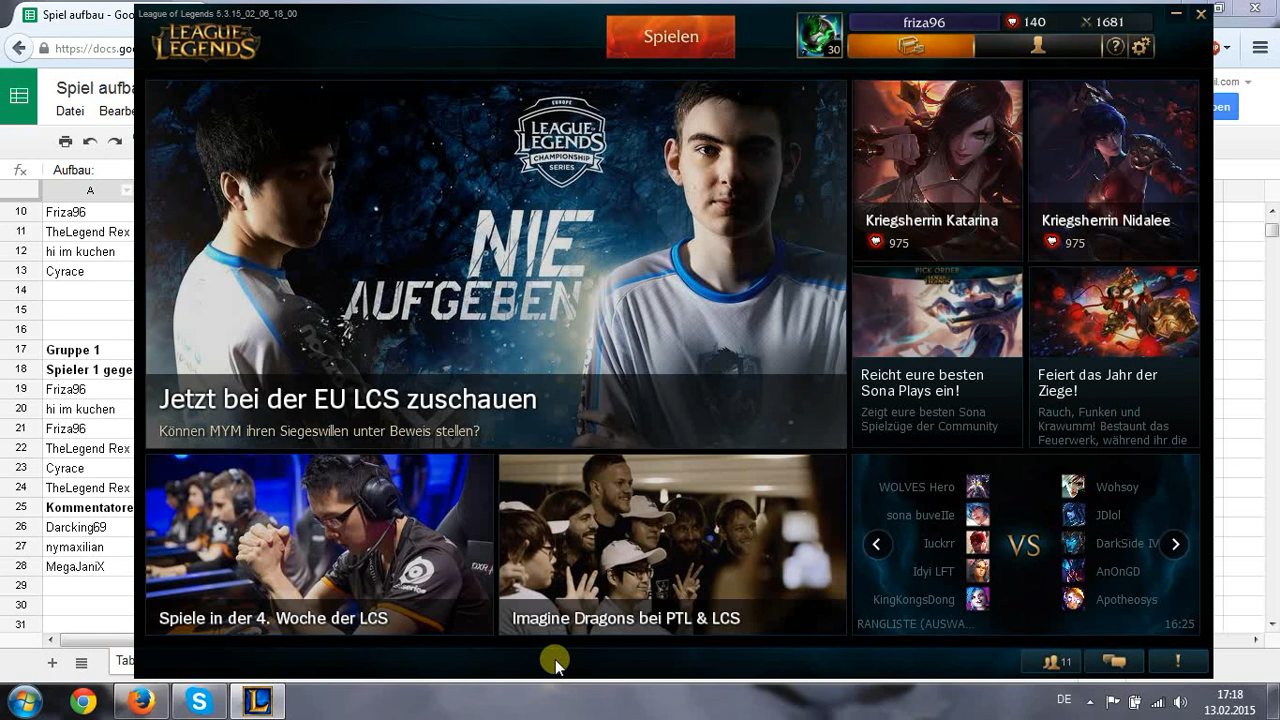 League of Legends 5.3.15_02_06_18_00
LEAGUE OF LEGENDS
Spielen
30
friza96
140
1681
?
https://docs.goo
il.com
Spiel aufba
Datei Bearbe
ben
fx Aufbau:
A
10 Friza96
11 TheLegend Rex
12 hi im kuchen
13 Cyrace
14
15
16
17 Gruppe 1
18 Spieler 1 gege
19 Friza96
20 hi im kuchen
21 Friza96
22 TheLegend Rex
23 Cyrace
24 TheLegend Rex
25 Kommentatore
26 Darcking69
27 nymaxilian
28 MegaJaniX
29
30
31
Tab
EUROPE
LEAGUE OF LEGENDS
CHAMPIONSHIP
SERIES
NIE
AUFGEBEN
Jetzt bei der EU LCS zuschauen
Können MYM ihren Siegeswillen unter Beweis stellen?
Kriegsherrin Katarina
975
Kriegsherrin Nidalee
975
PICK ORDER
Reicht eure besten
Sona Plays ein!
Zeigt eure besten Sona
Spielzüge der Community
Feiert das Jahr der
Ziege!
Rauch, Funken und
Krawumm! Bestaunt das
Feuerwerk, während ihr die
Spiele in der 4. Woche der LCS
Imagine Dragons bei PTL & LCS
WOLVES Hero
sona buveIIe
Iuckrr
Idyi LFT
KingKongsDong
VS
Wohsoy
JDlol
DarkSide IV
AnOnGD
Apotheosys
RANGLISTE (AUSWA...
16:25
11
!
DE
17:18
13.02.2015